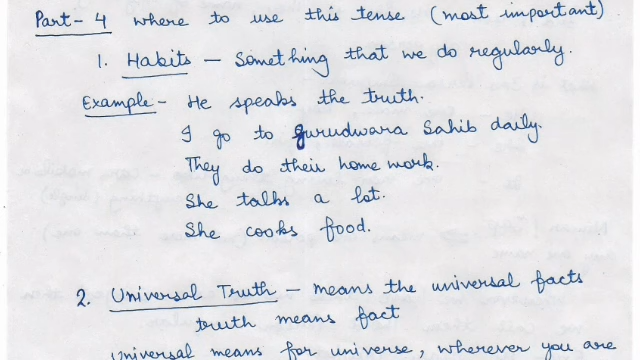 Part-4 where to use this tense (most important)
1. Habits - Something that we do regularly.
Example - He speaks the truth.
I go to gurudwara Sahib daily.
They do their home work.
She talks a lot.
She cooks food.
2. Universal Truth - means the universal facts
truth means fact
Universal means for universe, wherever you are